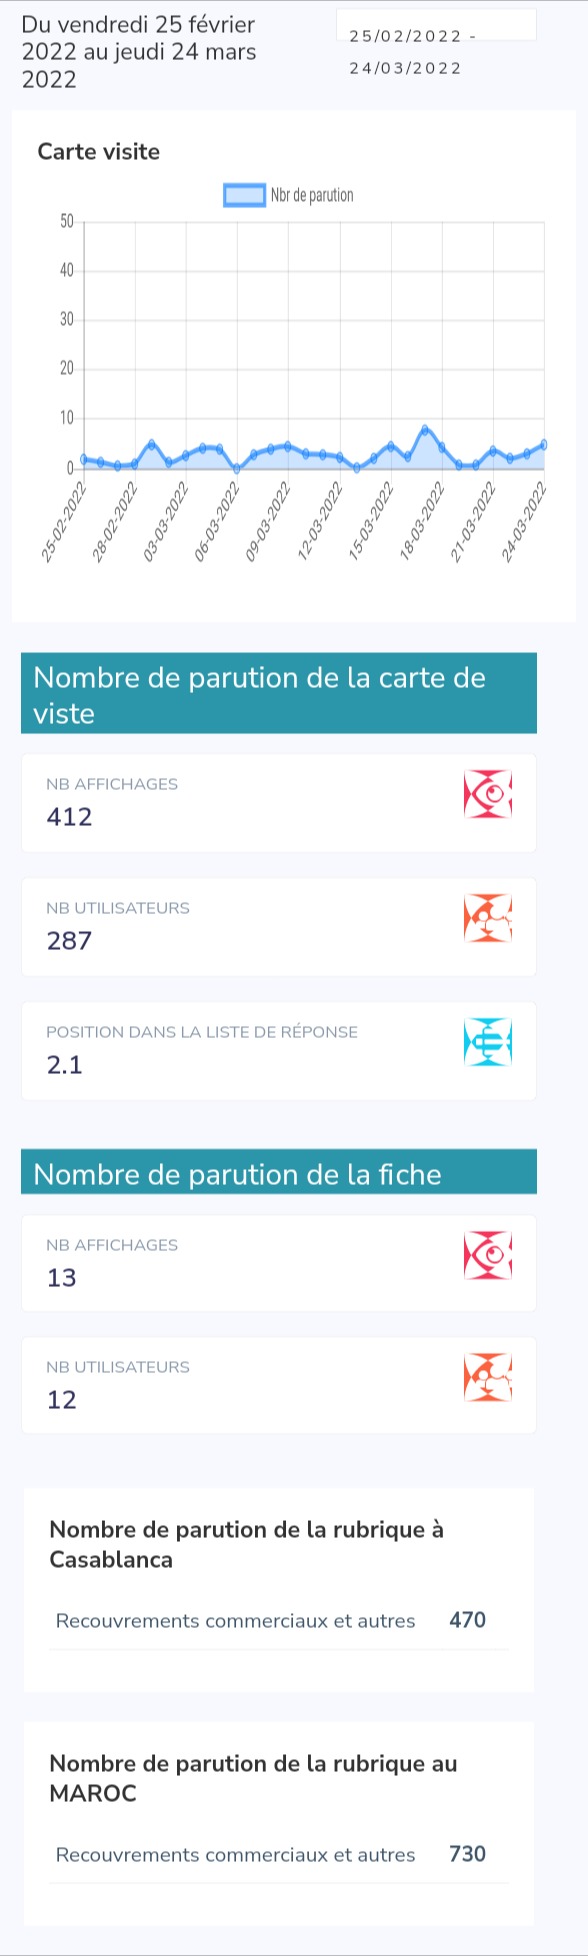 Du vendredi 25 février
2022 au jeudi 24 mars
2022
25/02/2022 -
24/03/2022
Carte visite
Nbr de parution
50
40
30
20
10
0
25-02-2022
28-02-2022
03-03-2022
06-03-2022
09-03-2022
12-03-2022
15-03-2022
18-03-2022
21-03-2022
24-03-2022
Nombre de parution de la carte de
viste
NB AFFICHAGES
412
NB UTILISATEURS
287
POSITION DANS LA LISTE DE RÉPONSE
2.1
Nombre de parution de la fiche
NB AFFICHAGES
13
NB UTILISATEURS
12
Nombre de parution de la rubrique à
Casablanca
Recouvrements commerciaux et autres 470
Nombre de parution de la rubrique au
MAROC
Recouvrements commerciaux et autres 730